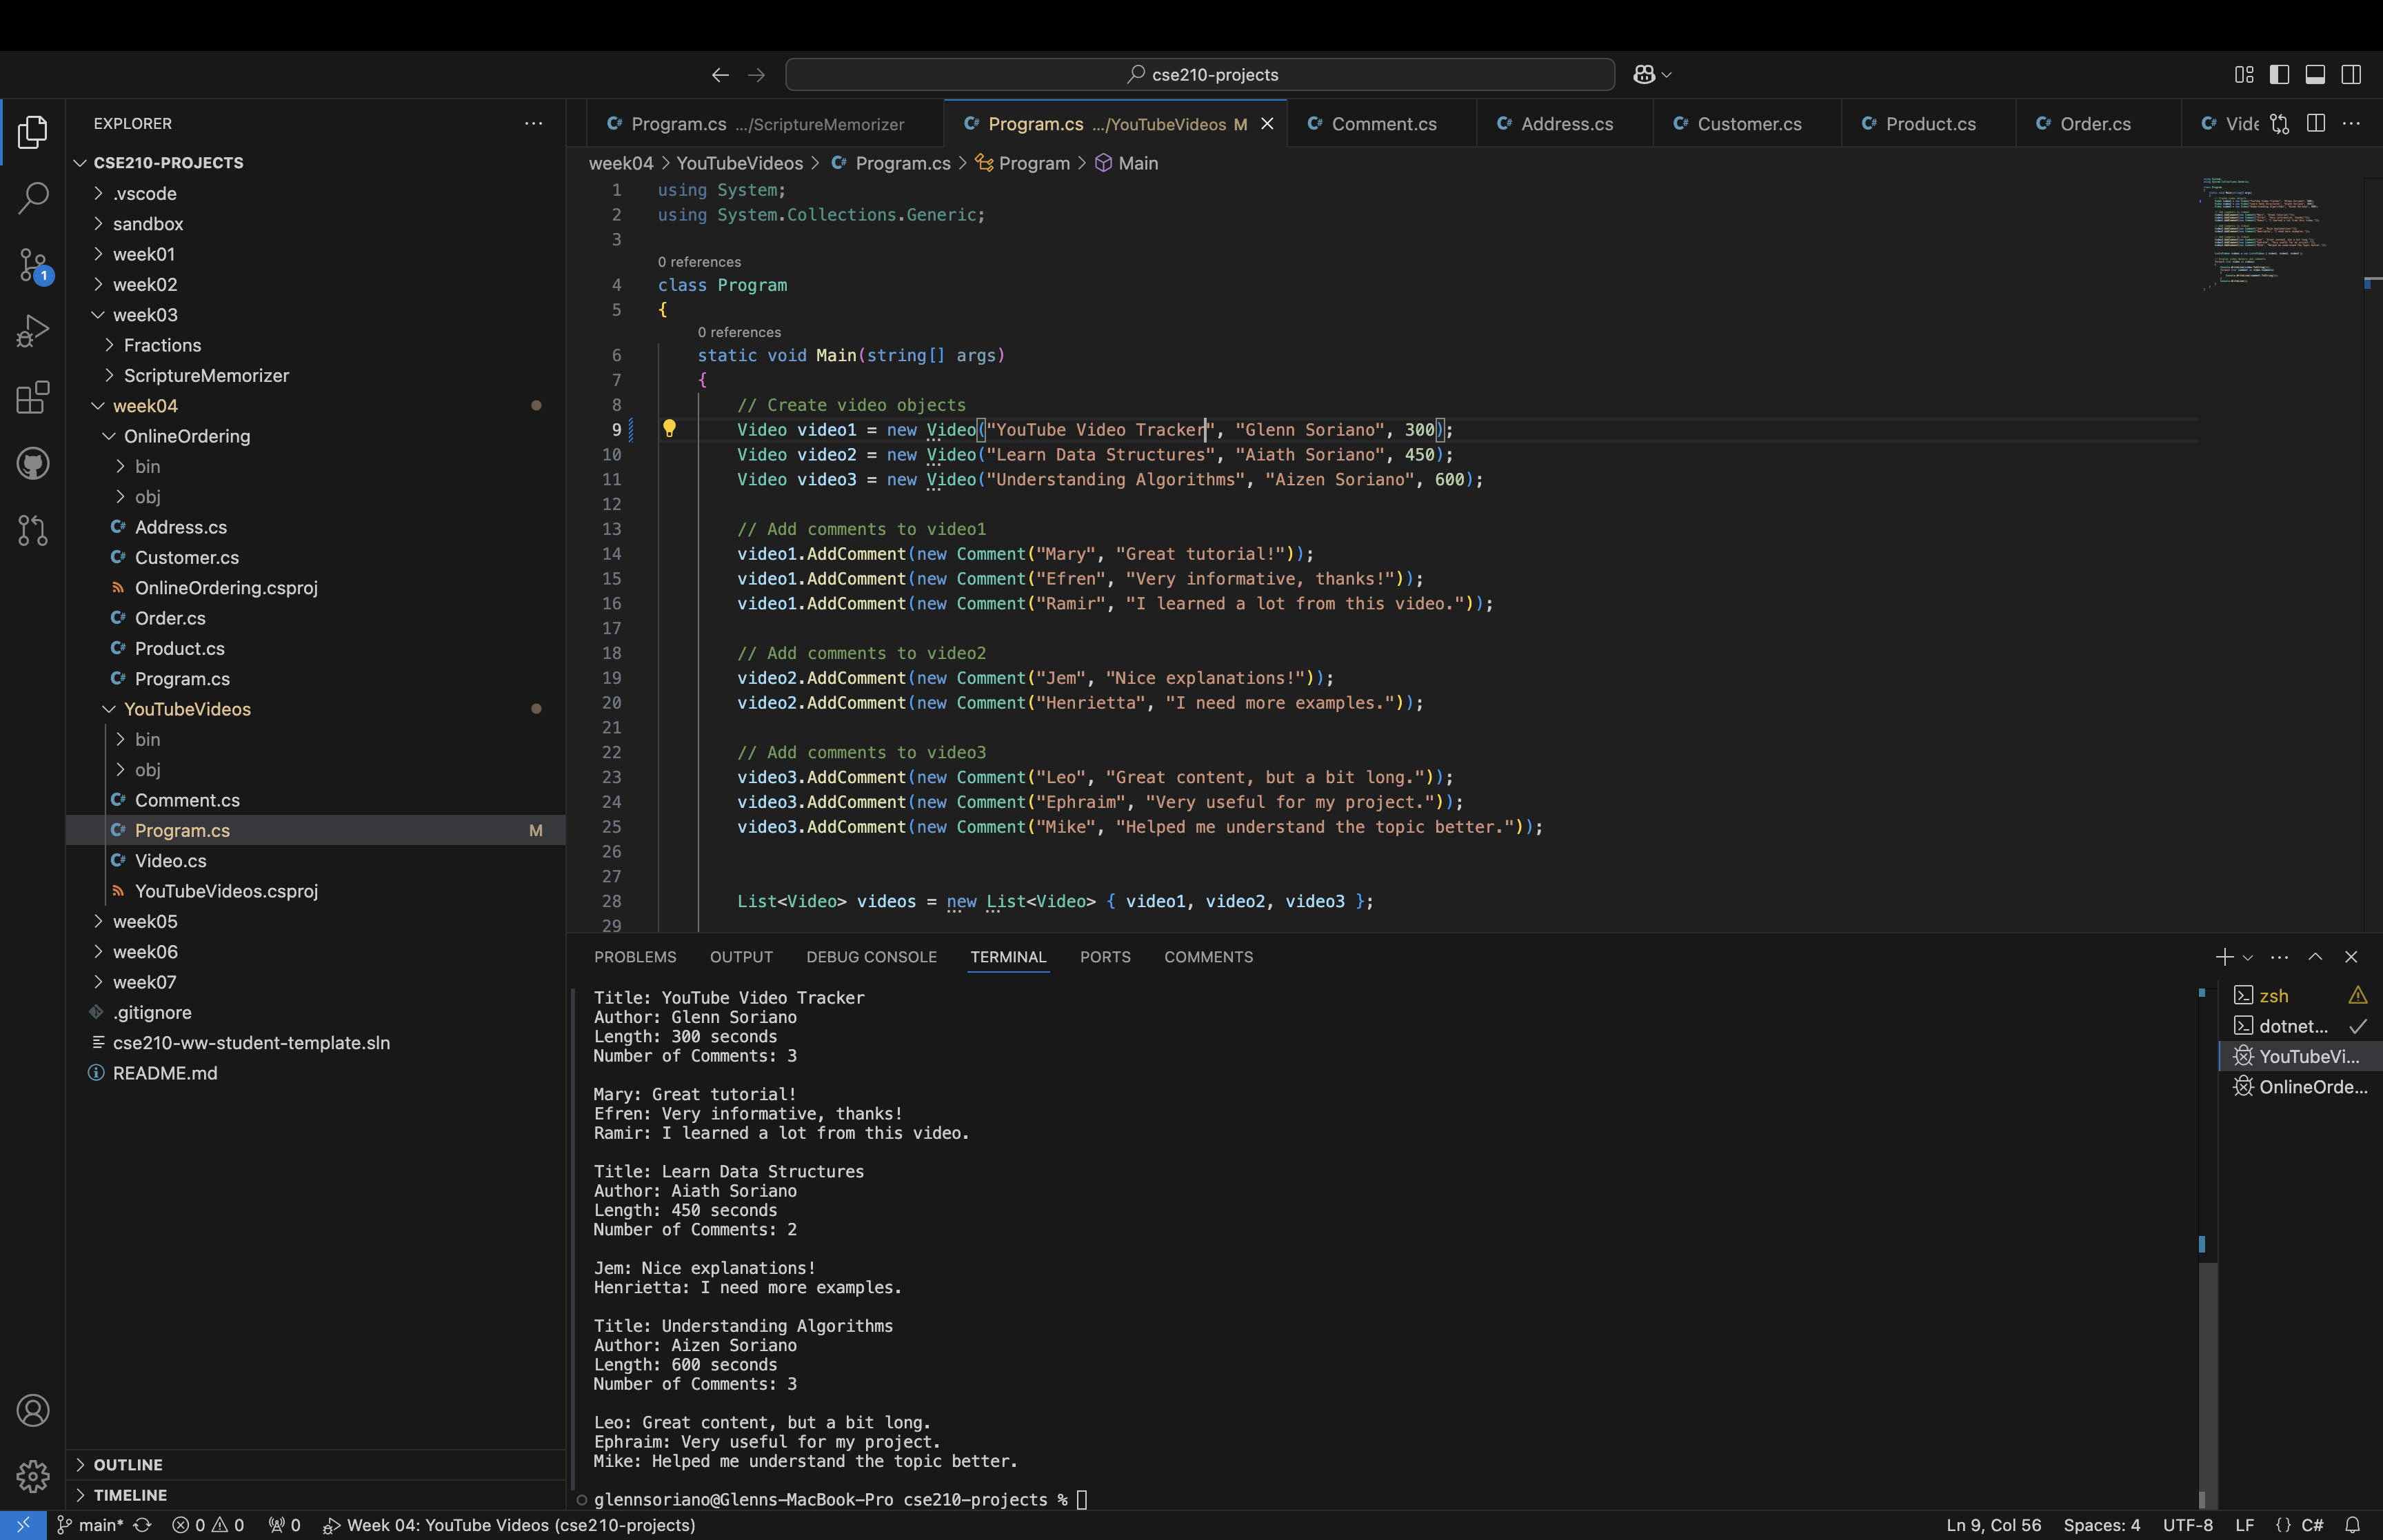 cse210-projects
EXPLORER
CSE210-PROJECTS
.vscode
sandbox
week01
week02
week03
Fractions
ScriptureMemorizer
week04
OnlineOrdering
bin
obj
Address.cs
Customer.cs
OnlineOrdering.csproj
Order.cs
Product.cs
Program.cs
YouTubeVideos
bin
obj
Comment.cs
Program.cs M
Video.cs
YouTubeVideos.csproj
week05
week06
week07
.gitignore
cse210-ww-student-template.sln
README.md
OUTLINE
TIMELINE
1
Program.cs .../ScriptureMemorizer Program.cs .../YouTubeVideos M Comment.cs Address.cs Customer.cs Product.cs Order.cs Vide
week04 > YouTubeVideos > Program.cs > Program > Main
1 using System;
2 using System.Collections.Generic;
3
0 references
4 class Program
5 {
0 references
6 static void Main(string[] args)
7 {
8 // Create video objects
9 Video video1 = new Video("YouTube Video Tracker", "Glenn Soriano", 300);
10 Video video2 = new Video("Learn Data Structures", "Aiath Soriano", 450);
11 Video video3 = new Video("Understanding Algorithms", "Aizen Soriano", 600);
12
13 // Add comments to video1
14 video1.AddComment(new Comment("Mary", "Great tutorial!"));
15 video1.AddComment(new Comment("Efren", "Very informative, thanks!"));
16 video1.AddComment(new Comment("Ramir", "I learned a lot from this video."));
17
18 // Add comments to video2
19 video2.AddComment(new Comment("Jem", "Nice explanations!"));
20 video2.AddComment(new Comment("Henrietta", "I need more examples."));
21
22 // Add comments to video3
23 video3.AddComment(new Comment("Leo", "Great content, but a bit long."));
24 video3.AddComment(new Comment("Ephraim", "Very useful for my project."));
25 video3.AddComment(new Comment("Mike", "Helped me understand the topic better."));
26
27
28 List<Video> videos = new List<Video> { video1, video2, video3 };
29
PROBLEMS OUTPUT DEBUG CONSOLE TERMINAL PORTS COMMENTS
Title: YouTube Video Tracker
Author: Glenn Soriano
Length: 300 seconds
Number of Comments: 3
Mary: Great tutorial!
Efren: Very informative, thanks!
Ramir: I learned a lot from this video.
Title: Learn Data Structures
Author: Aiath Soriano
Length: 450 seconds
Number of Comments: 2
Jem: Nice explanations!
Henrietta: I need more examples.
Title: Understanding Algorithms
Author: Aizen Soriano
Length: 600 seconds
Number of Comments: 3
Leo: Great content, but a bit long.
Ephraim: Very useful for my project.
Mike: Helped me understand the topic better.
glennsoriano@Glenns-MacBook-Pro cse210-projects %
zsh
dotnet...
YouTubeVi...
OnlineOrde...
main* 0 0 0 Week 04: YouTube Videos (cse210-projects) Ln 9, Col 56 Spaces: 4 UTF-8 LF {} C#